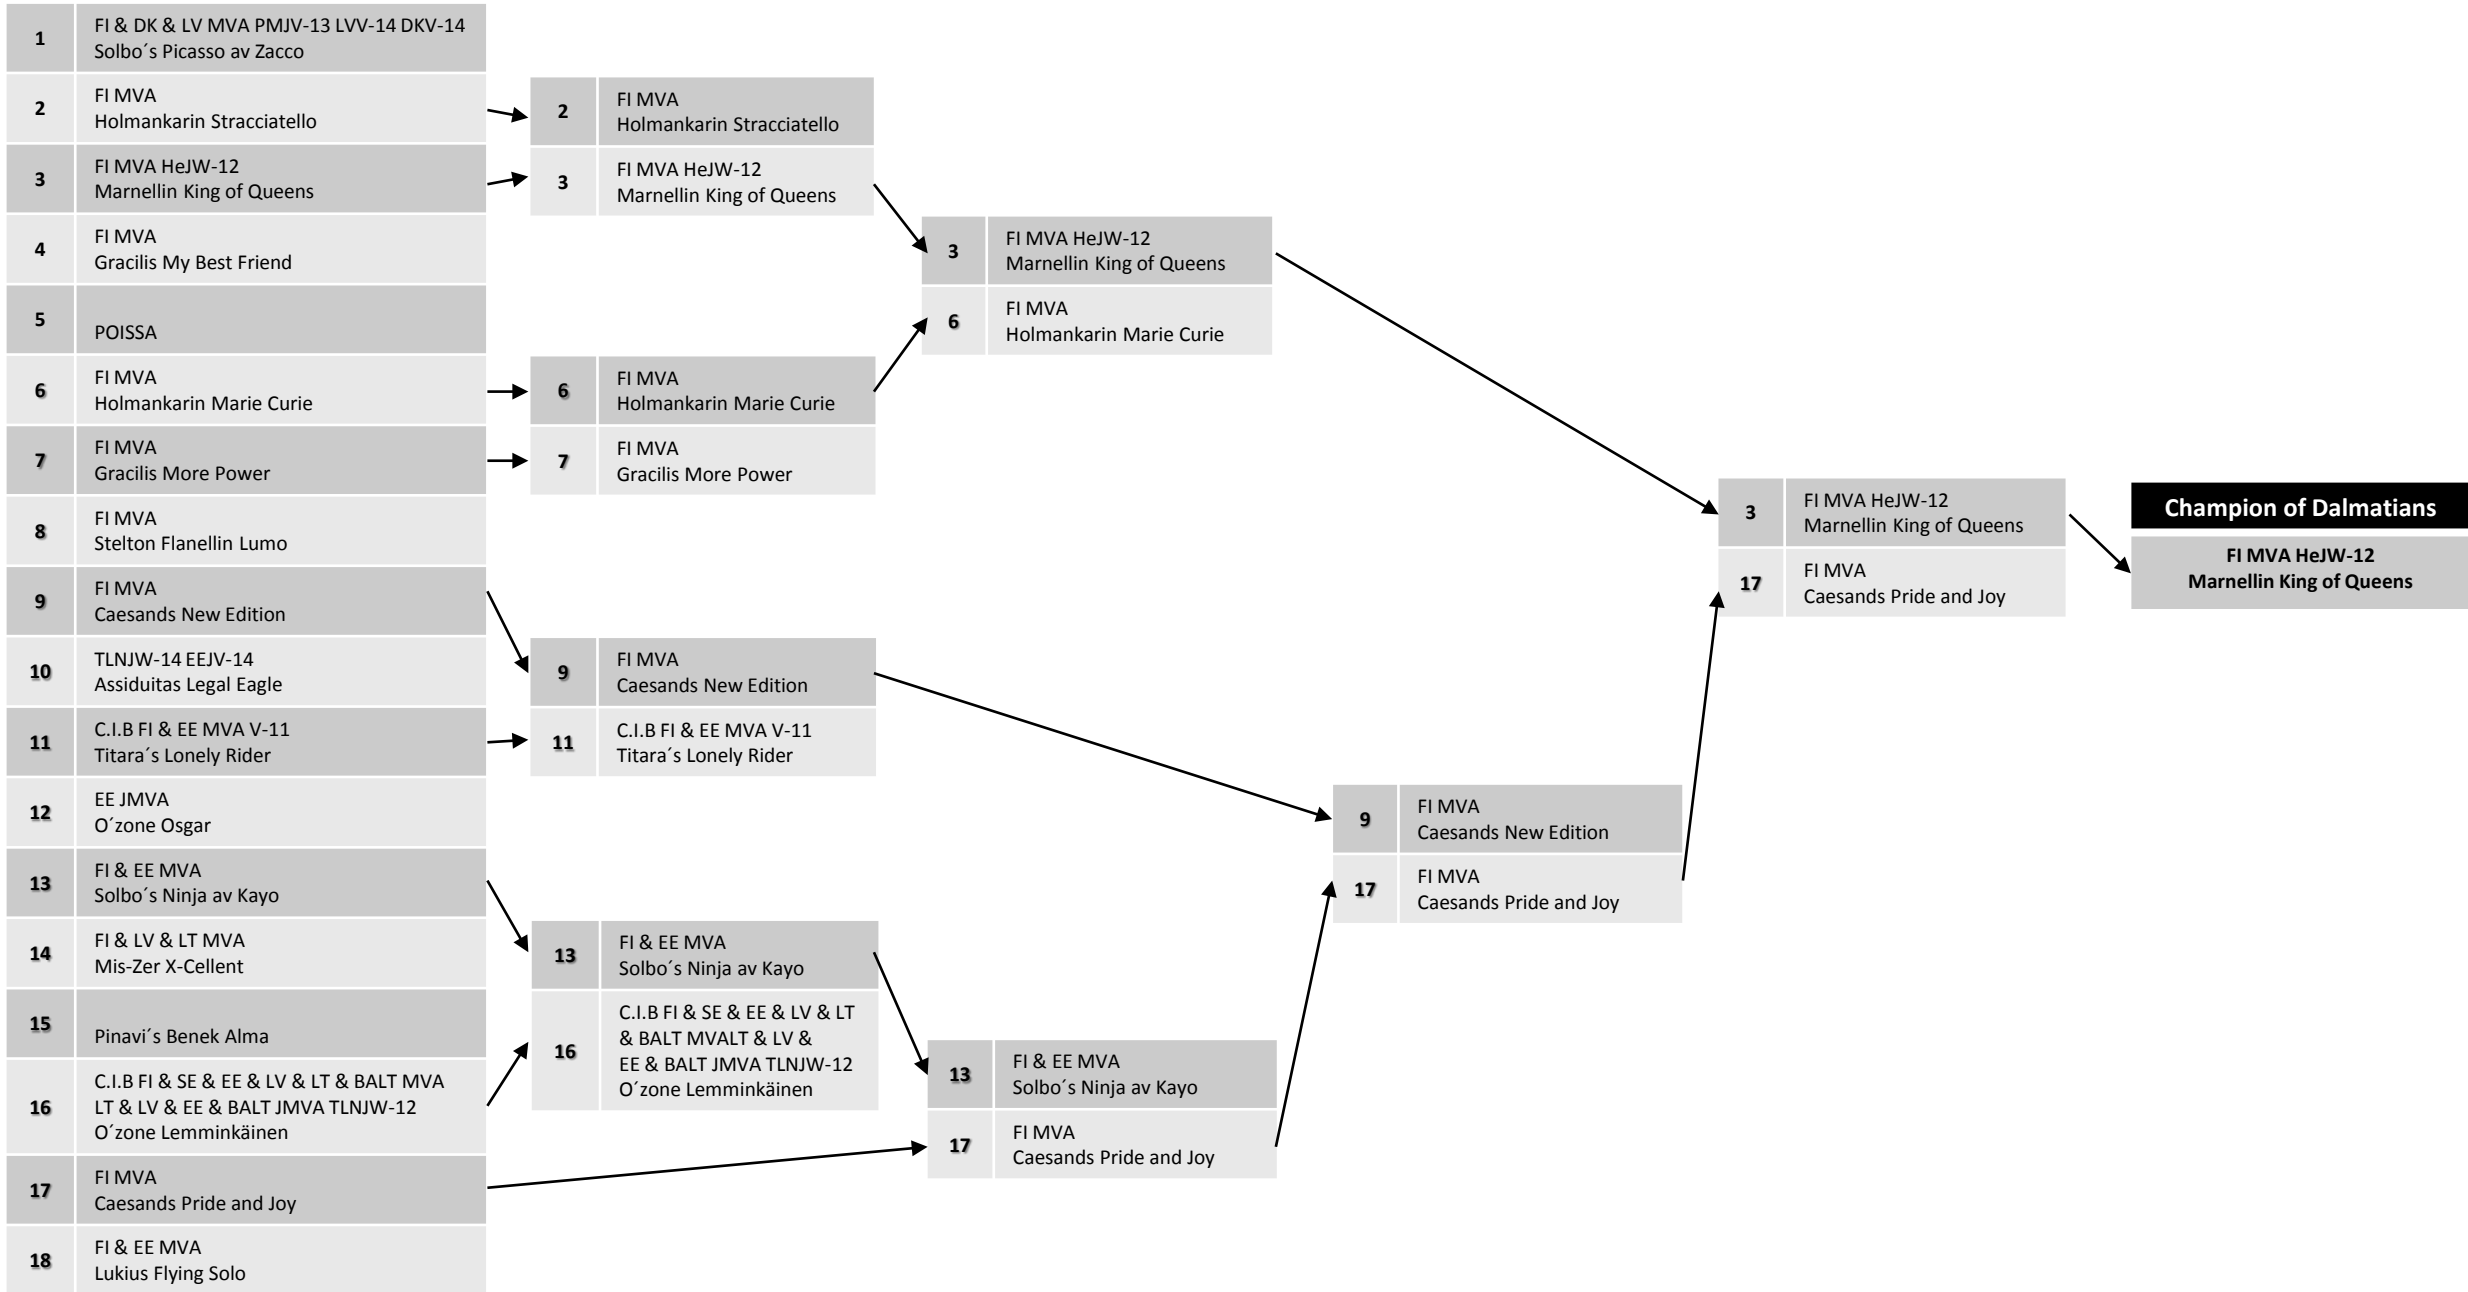 1
FI & DK & LV MVA PMJV-13 LVV-14 DKV-14
Solbo´s Picasso av Zacco
2
FI MVA
Holmankarin Stracciatello
3
FI MVA HeJW-12
Marnellin King of Queens
4
FI MVA
Gracilis My Best Friend
5
POISSA
6
FI MVA
Holmankarin Marie Curie
7
FI MVA
Gracilis More Power
8
FI MVA
Stelton Flanellin Lumo
9
FI MVA
Caesands New Edition
10
TLNJW-14 EEJV-14
Assiduitas Legal Eagle
11
C.I.B FI & EE MVA V-11
Titara´s Lonely Rider
12
EE JMVA
O´zone Osgar
13
FI & EE MVA
Solbo´s Ninja av Kayo
14
FI & LV & LT MVA
Mis-Zer X-Cellent
15
Pinavi´s Benek Alma
16
C.I.B FI & SE & EE & LV & LT & BALT MVA
LT & LV & EE & BALT JMVA TLNJW-12
O´zone Lemminkäinen
17
FI MVA
Caesands Pride and Joy
18
FI & EE MVA
Lukius Flying Solo
2
FI MVA
Holmankarin Stracciatello
3
FI MVA HeJW-12
Marnellin King of Queens
6
FI MVA
Holmankarin Marie Curie
7
FI MVA
Gracilis More Power
9
FI MVA
Caesands New Edition
11
C.I.B FI & EE MVA V-11
Titara´s Lonely Rider
13
FI & EE MVA
Solbo´s Ninja av Kayo
16
C.I.B FI & SE & EE & LV & LT
& BALT MVALT & LV &
EE & BALT JMVA TLNJW-12
O´zone Lemminkäinen
3
FI MVA HeJW-12
Marnellin King of Queens
6
FI MVA
Holmankarin Marie Curie
13
FI & EE MVA
Solbo´s Ninja av Kayo
17
FI MVA
Caesands Pride and Joy
9
FI MVA
Caesands New Edition
17
FI MVA
Caesands Pride and Joy
3
FI MVA HeJW-12
Marnellin King of Queens
17
FI MVA
Caesands Pride and Joy
Champion of Dalmatians
FI MVA HeJW-12
Marnellin King of Queens